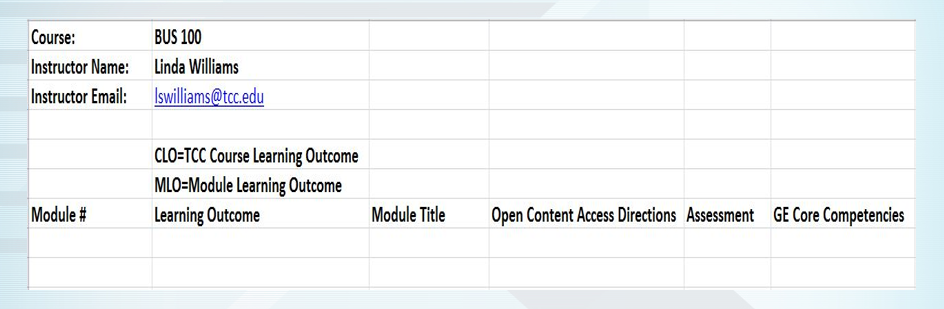 Course: BUS 100
Instructor Name: Linda Williams
Instructor Email: lswilliams@tcc.edu
CLO=TCC Course Learning Outcome
MLO=Module Learning Outcome
Module # Learning Outcome Module Title Open Content Access Directions Assessment GE Core Competencies